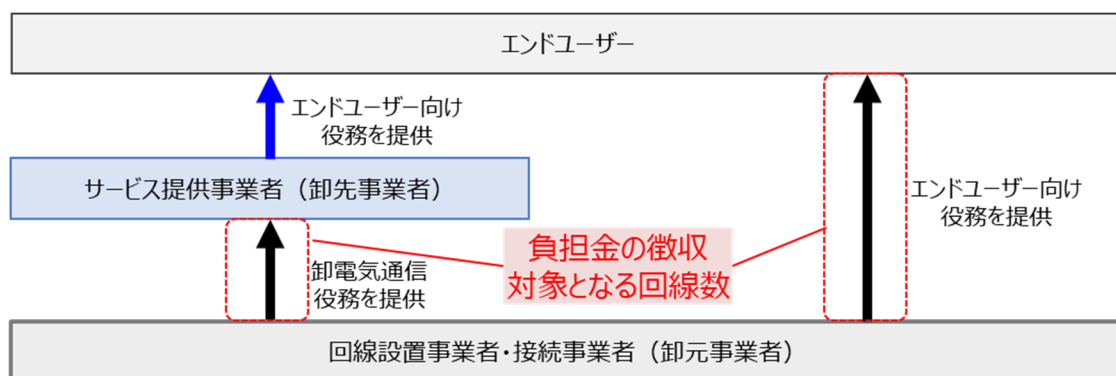 エンドユーザー
エンドユーザー向け
役務を提供
サービス提供事業者（卸先事業者）
エンドユーザー向け
役務を提供
負担金の徴収
対象となる回線数
卸電気通信
役務を提供
回線設置事業者・接続事業者（卸元事業者）